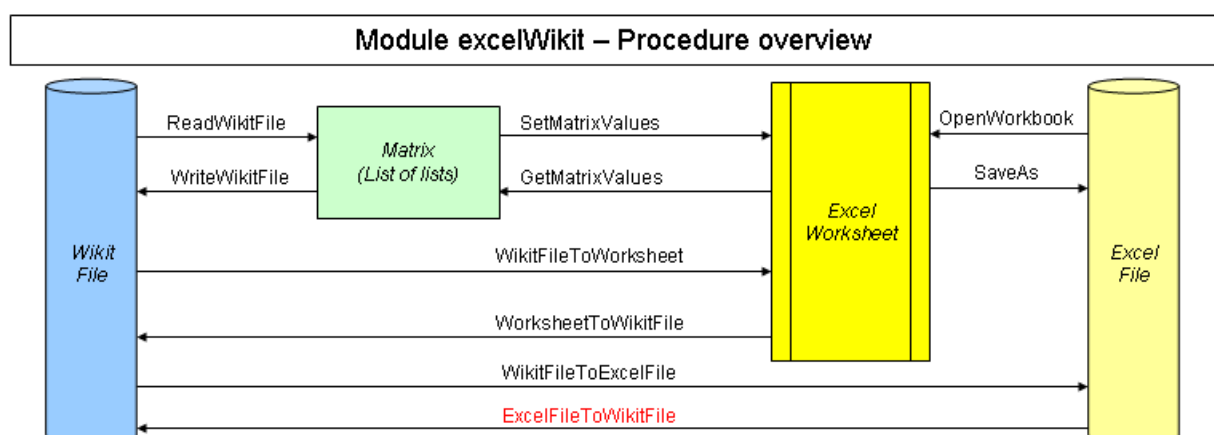 Module excelWikit – Procedure overview
ReadWikitFile
SetMatrixValues
OpenWorkbook
Matrix
(List of lists)
WriteWikitFile
GetMatrixValues
SaveAs
Excel
Worksheet
Wikit
File
WikitFileToWorksheet
Excel
File
WorksheetToWikitFile
WikitFileToExcelFile
ExcelFileToWikitFile